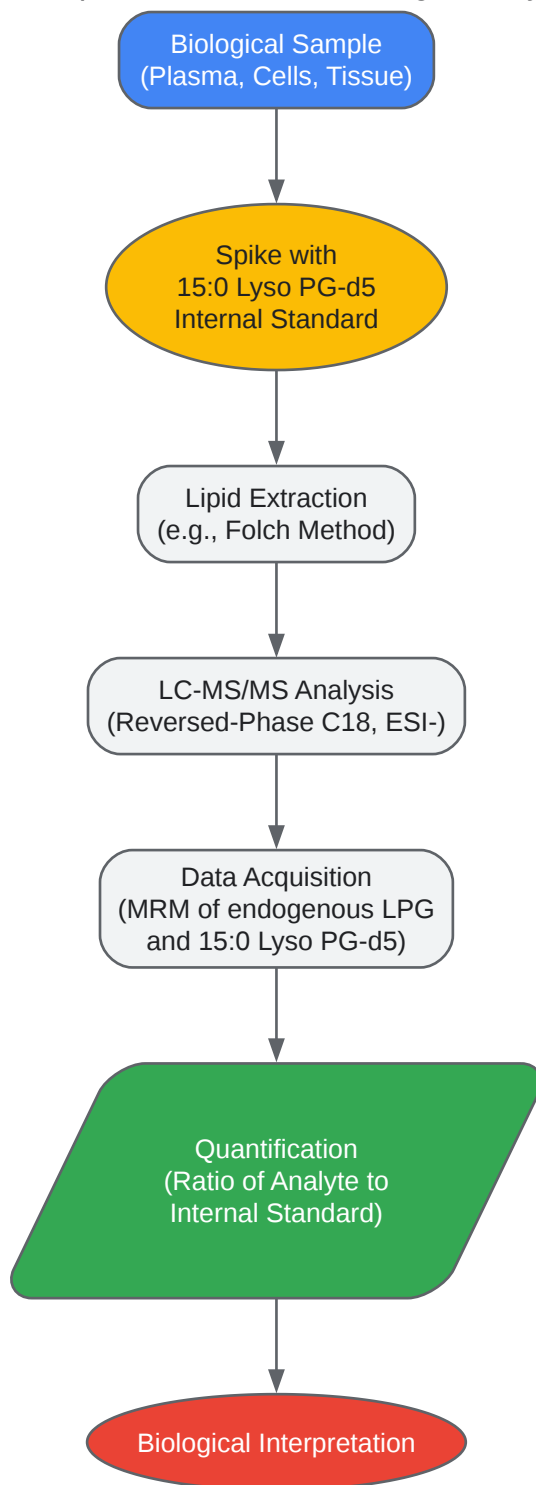 Biological Sample
(Plasma, Cells, Tissue)
Spike with
15:0 Lyso PG-d5
Internal Standard
Lipid Extraction
(e.g., Folch Method)
LC-MS/MS Analysis
(Reversed-Phase C18, ESI-)
Data Acquisition
(MRM of endogenous LPG
and 15:0 Lyso PG-d5)
Quantification
(Ratio of Analyte to
Internal Standard)
Biological Interpretation